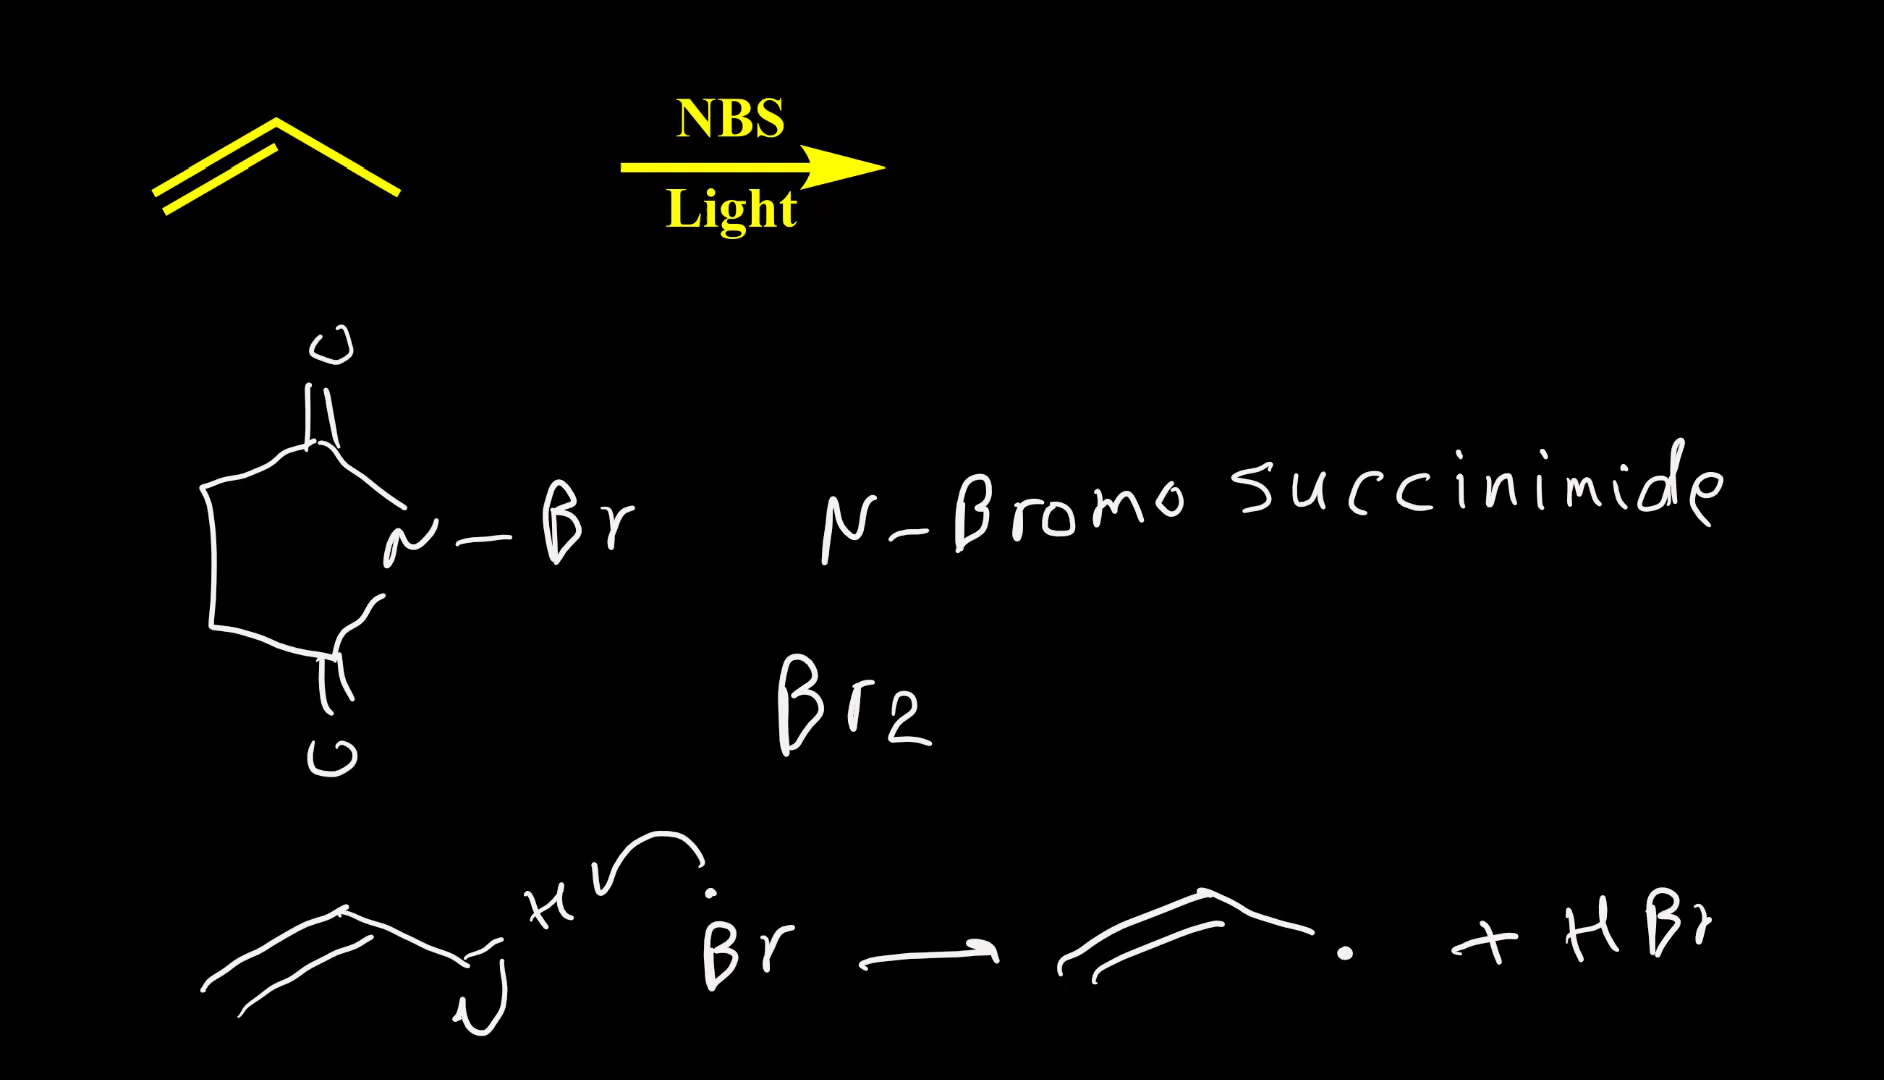 NBS
Light
O
N-Br
N-Bromo succinimide
O
Br2
H
Br
+ HBr